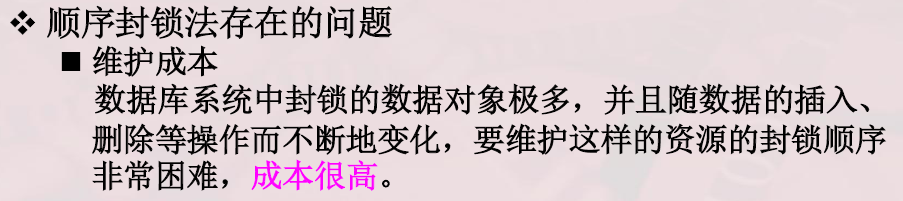 ❖ 顺序封锁法存在的问题
■ 维护成本
数据库系统中封锁的数据对象极多，并且随数据的插入、
删除等操作而不断地变化，要维护这样的资源的封锁顺序
非常困难，成本很高。